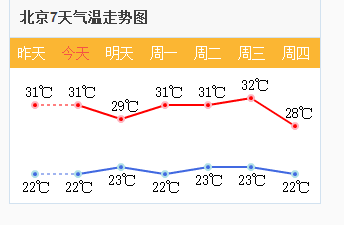 北京7天气温走势图
昨天 今天 明天 周一 周二 周三 周四
31℃ 31℃ 29℃ 31℃ 31℃ 32℃ 28℃
22℃ 22℃ 23℃ 22℃ 23℃ 23℃ 22℃